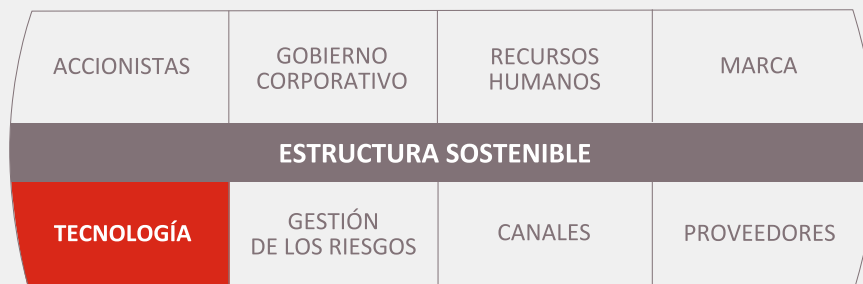 ACCIONISTAS
GOBIERNO
CORPORATIVO
RECURSOS
HUMANOS
MARCA
ESTRUCTURA SOSTENIBLE
TECNOLOGÍA
GESTIÓN
DE LOS RIESGOS
CANALES
PROVEEDORES